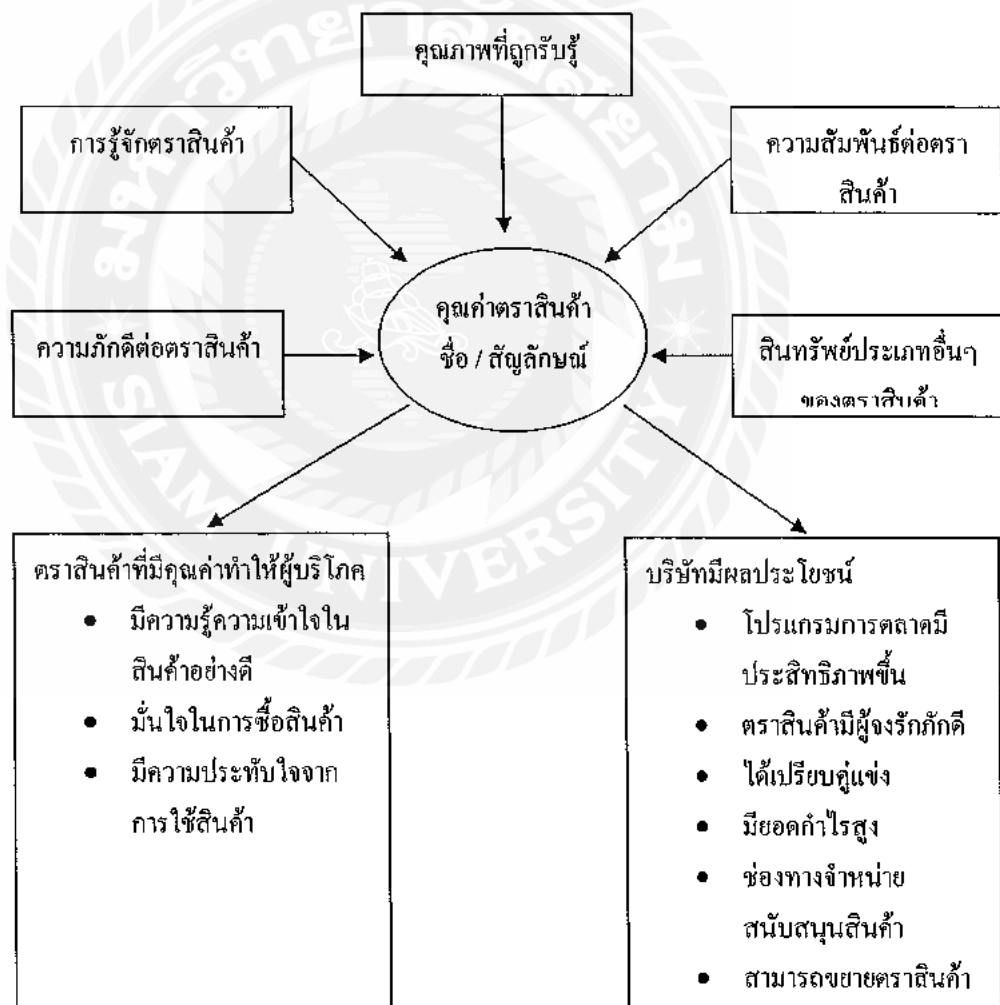 คุณภาพที่ถูกรับรู้
การรู้จักตราสินค้า
ความสัมพันธ์ต่อตรา
สินค้า
คุณค่าตราสินค้า
ชื่อ / สัญลักษณ์
ความภักดีต่อตราสินค้า
สินทรัพย์ประเภทอื่นๆ
ของตราสินค้า
ตราสินค้าที่มีคุณค่าทำให้ผู้บริโภค
• มีความรู้ความเข้าใจใน
สินค้าอย่างดี
• มั่นใจในการซื้อสินค้า
• มีความประทับใจจาก
การใช้สินค้า
บริษัทมีผลประโยชน์
• โปรแกรมการตลาดมี
ประสิทธิภาพขึ้น
• ตราสินค้ามีผู้จงรักภักดี
• ได้เปรียบคู่แข่ง
• มียอดกำไรสูง
• ช่องทางจำหน่าย
สนับสนุนสินค้า
• สามารถขยายตราสินค้า
มหาวิทยาลัยสยาม
SIAM UNIVERSITY